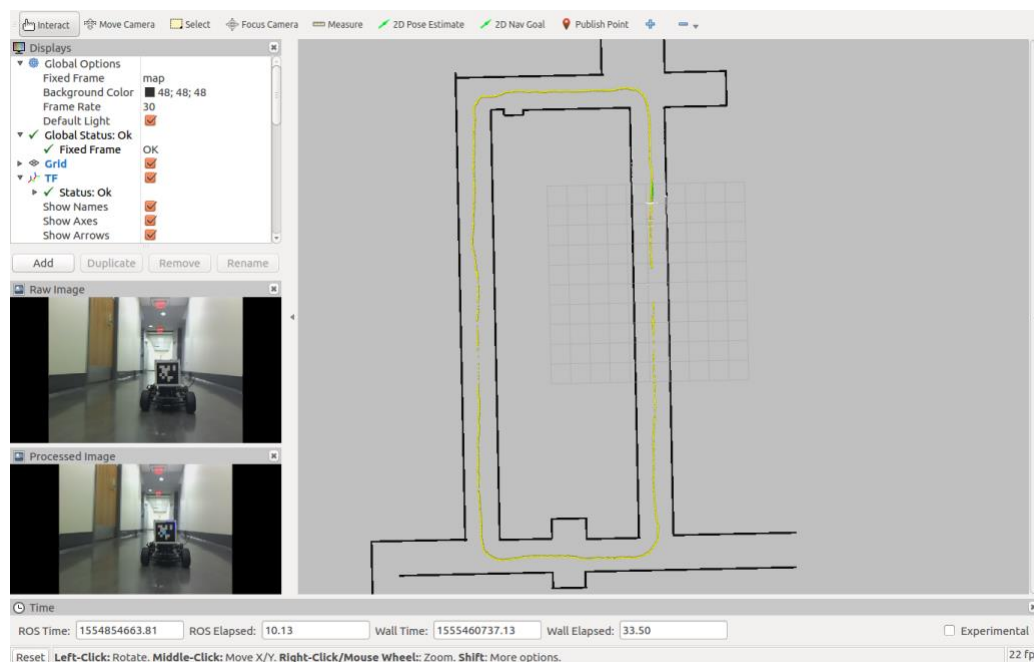 Interact Move Camera Select Focus Camera Measure 2D Pose Estimate 2D Nav Goal Publish Point
Displays
Global Options
Fixed Frame map
Background Color 48; 48; 48
Frame Rate 30
Default Light
Global Status: Ok
Fixed Frame OK
Grid
TF
Status: Ok
Show Names
Show Axes
Show Arrows
Add Duplicate Remove Rename
Raw Image
Processed Image
Time
ROS Time: 1554854663.81 ROS Elapsed: 10.13 Wall Time: 1555460737.13 Wall Elapsed: 33.50 Experimental
Reset Left-Click: Rotate. Middle-Click: Move X/Y. Right-Click/Mouse Wheel:: Zoom. Shift: More options. 22 fp